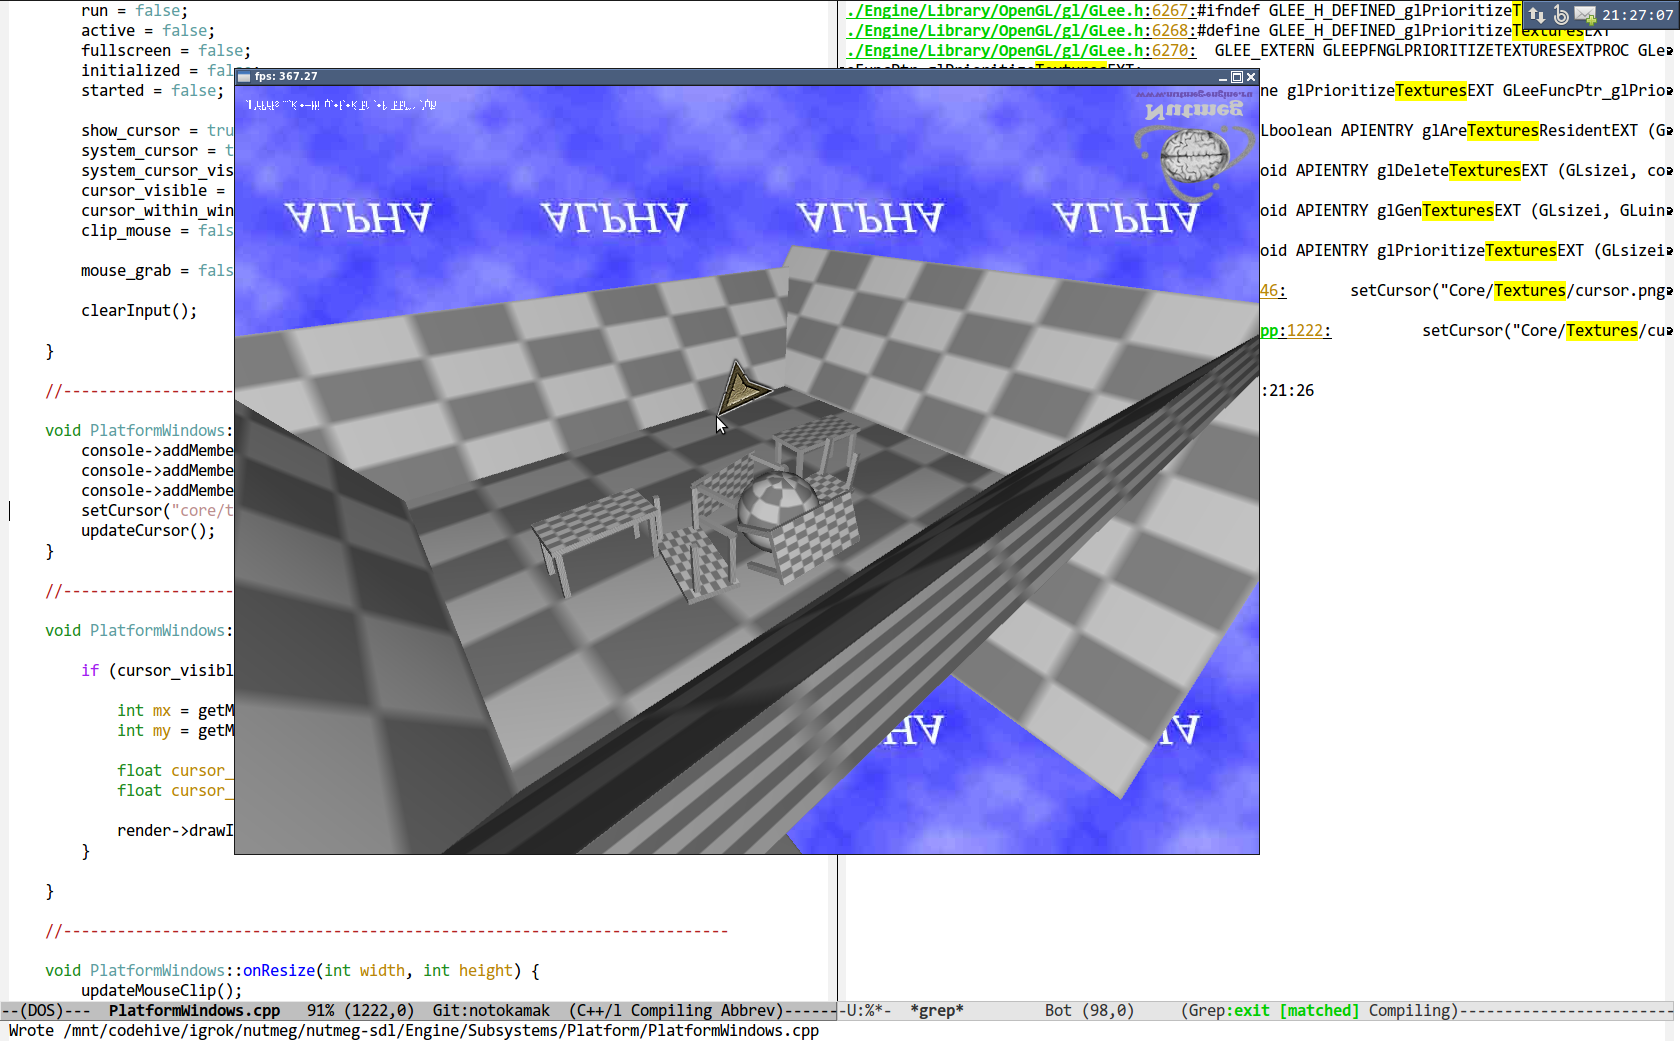 run = false;
active = false;
fullscreen = false;
initialized = fal
started = false;
show_cursor = tru
system_cursor = t
system_cursor_vis
cursor_visible =
cursor_within_win
clip_mouse = fals
mouse_grab = fals
clearInput();
}
//-------------------
void PlatformWindows:
console->addMembe
console->addMembe
console->addMembe
setCursor("core/t
updateCursor();
}
//-------------------
void PlatformWindows:
if (cursor_visibl
int mx = getM
int my = getM
float cursor_
float cursor_
render->drawI
}
}
//--------------------------------------------------------------------------
void PlatformWindows::onResize(int width, int height) {
updateMouseClip();
--(DOS)--- PlatformWindows.cpp 91% (1222,0) Git:notokamak (C++/l Compiling Abbrev)------
Wrote /mnt/codehive/igrok/nutmeg/nutmeg-sdl/Engine/Subsystems/Platform/PlatformWindows.cpp
fps: 367.27
www.nutmeg-engine.ru
Nutmeg
ALPHA ALPHA ALPHA ALPHA
HA
./Engine/Library/OpenGL/gl/GLee.h:6267:#ifndef GLEE_H_DEFINED_glPrioritizeT
./Engine/Library/OpenGL/gl/GLee.h:6268:#define GLEE_H_DEFINED_glPrioritizeTexturesEXT
./Engine/Library/OpenGL/gl/GLee.h:6270: GLEE_EXTERN GLEEPFNGLPRIORITIZETEXTURESEXTPROC GLee
eFuncPtr_glPrioritizeTexturesEXT;
ne glPrioritizeTexturesEXT GLeeFuncPtr_glPrio
Lboolean APIENTRY glAreTexturesResidentEXT (G
oid APIENTRY glDeleteTexturesEXT (GLsizei, co
oid APIENTRY glGenTexturesEXT (GLsizei, GLuin
oid APIENTRY glPrioritizeTexturesEXT (GLsizei
46: setCursor("Core/Textures/cursor.png
pp:1222: setCursor("Core/Textures/cu
:21:26
21:27:07
-U:%*- *grep* Bot (98,0) (Grep:exit [matched] Compiling)------------------------